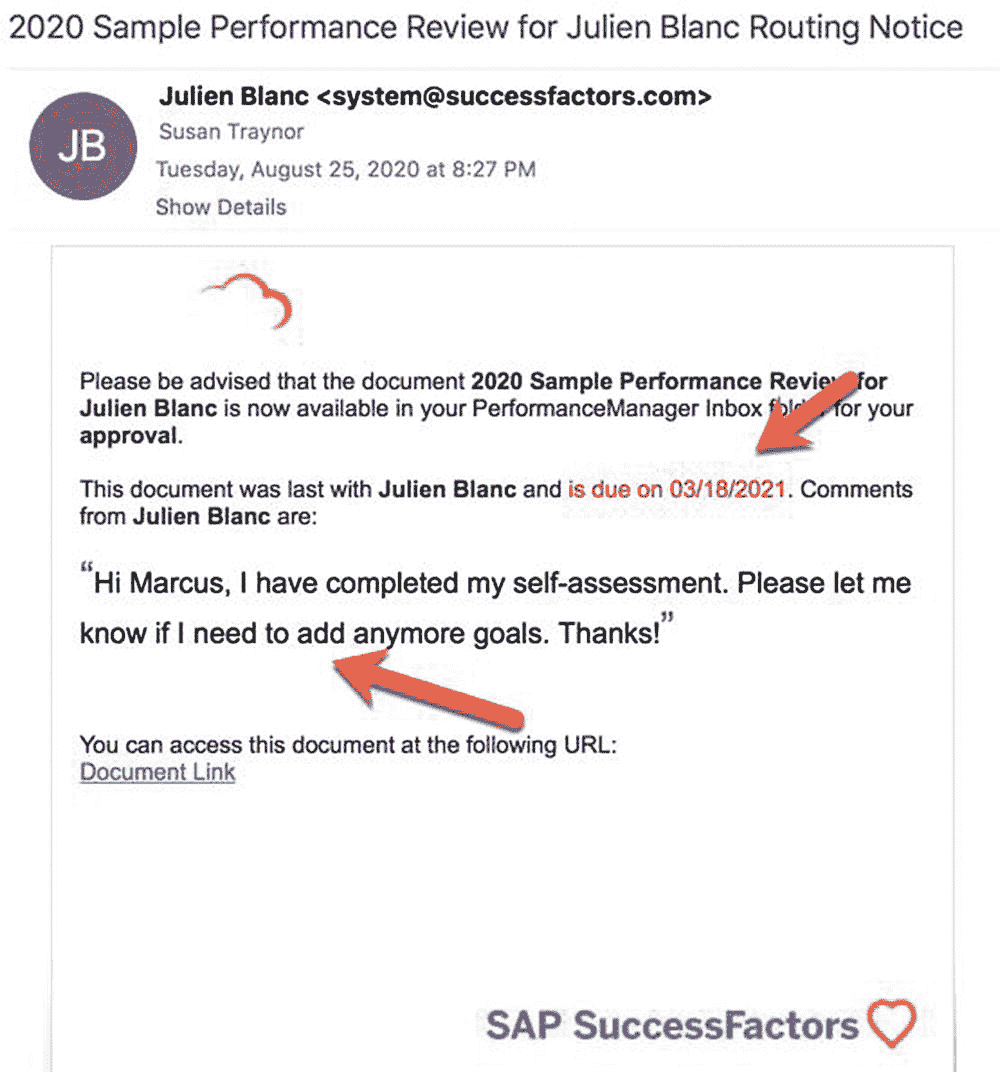 2020 Sample Performance Review for Julien Blanc Routing Notice
JB
Julien Blanc <system@successfactors.com>
Susan Traynor
Tuesday, August 25, 2020 at 8:27 PM
Show Details
Please be advised that the document 2020 Sample Performance Review for
Julien Blanc is now available in your PerformanceManager Inbox folder for your
approval.
This document was last with Julien Blanc and is due on 03/18/2021. Comments
from Julien Blanc are:
“Hi Marcus, I have completed my self-assessment. Please let me
know if I need to add anymore goals. Thanks!”
You can access this document at the following URL:
Document Link
SAP SuccessFactors